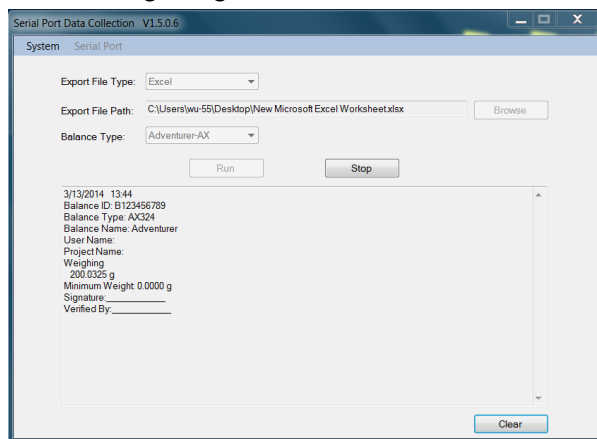 Serial Port Data Collection V1.5.0.6
System Serial Port
Export File Type: Excel
Export File Path: C:\Users\wu-55\Desktop\New Microsoft Excel Worksheet.xlsx Browse
Balance Type: Adventurer-AX
Run Stop
3/13/2014 13:44
Balance ID: B123456789
Balance Type: AX324
Balance Name: Adventurer
User Name:
Project Name:
Weighing
200.0325 g
Minimum Weight: 0.0000 g
Signature:__________
Verified By:__________
Clear